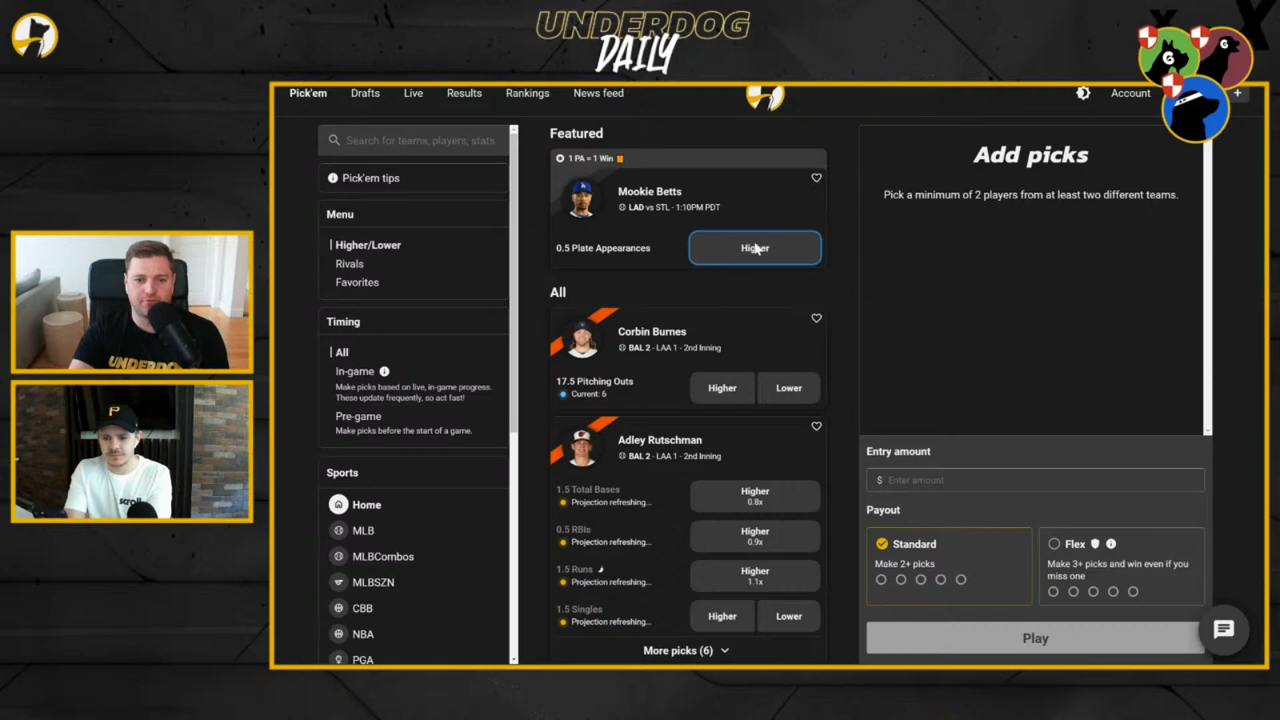 UNDERDOG
DAILY
Pick'em
Drafts
Live
Results
Rankings
News feed
Account
+
G
G
Search for teams, players, stats
Pick'em tips
Menu
Higher/Lower
Rivals
Favorites
Timing
All
In-game
Make picks based on live, in-game progress.
These update frequently, so act fast!
Pre-game
Make picks before the start of a game.
Sports
Home
MLB
MLBCombos
MLBSZN
CBB
NBA
PGA
Featured
1 PA = 1 Win
Mookie Betts
LAD vs STL - 1:10PM PDT
0.5 Plate Appearances
Higher
All
Corbin Burnes
BAL 2 - LAA 1 - 2nd Inning
17.5 Pitching Outs
Current: 6
Higher
Lower
Adley Rutschman
BAL 2 - LAA 1 - 2nd Inning
1.5 Total Bases
Projection refreshing...
Higher
0.8x
0.5 RBIs
Projection refreshing...
Higher
0.9x
1.5 Runs
Projection refreshing...
Higher
1.1x
1.5 Singles
Projection refreshing...
Higher
Lower
More picks (6)
Add picks
Pick a minimum of 2 players from at least two different teams.
Entry amount
$ Enter amount
Payout
Standard
Make 2+ picks
Flex
Make 3+ picks and win even if you
miss one
Play
UNDERDO
P
scroll